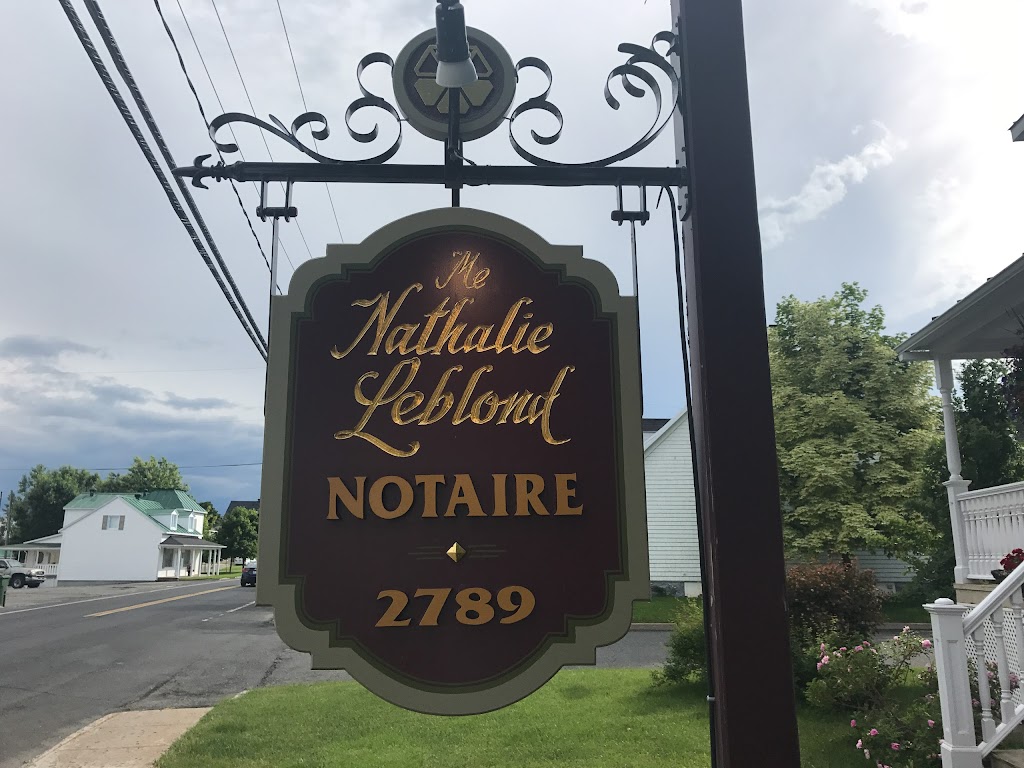 Me
Nathalie
Leblond
NOTAIRE
2789